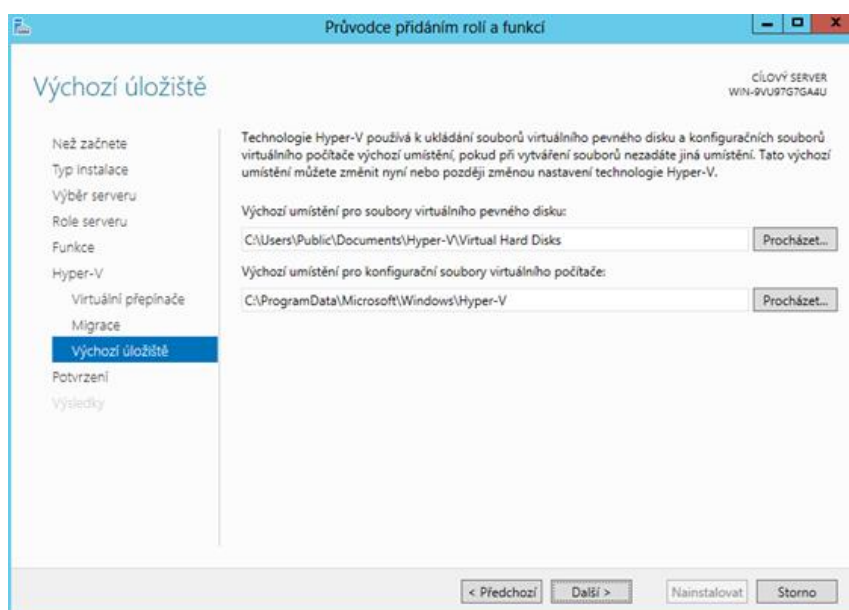 Průvodce přidáním rolí a funkcí
Výchozí úložiště
CÍLOVÝ SERVER
WIN-9VU97G7GA4U
Než začnete
Typ instalace
Výběr serveru
Role serveru
Funkce
Hyper-V
Virtuální přepínače
Migrace
Výchozí úložiště
Potvrzení
Výsledky
Technologie Hyper-V používá k ukládání souborů virtuálního pevného disku a konfiguračních souborů
virtuálního počítače výchozí umístění, pokud při vytváření souborů nezadáte jiná umístění. Tato výchozí
umístění můžete změnit nyní nebo později změnou nastavení technologie Hyper-V.
Výchozí umístění pro soubory virtuálního pevného disku:
C:\Users\Public\Documents\Hyper-V\Virtual Hard Disks
Procházet...
Výchozí umístění pro konfigurační soubory virtuálního počítače:
C:\ProgramData\Microsoft\Windows\Hyper-V
Procházet...
< Předchozí
Další >
Nainstalovat
Storno